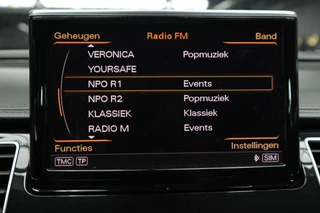 Geheugen Radio FM Band
VERONICA Popmuziek
YOURSAFE
NPO R1 Events
NPO R2 Popmuziek
KLASSIEK Klassiek
RADIO M Events
Functies Instellingen
TMC TP SIM